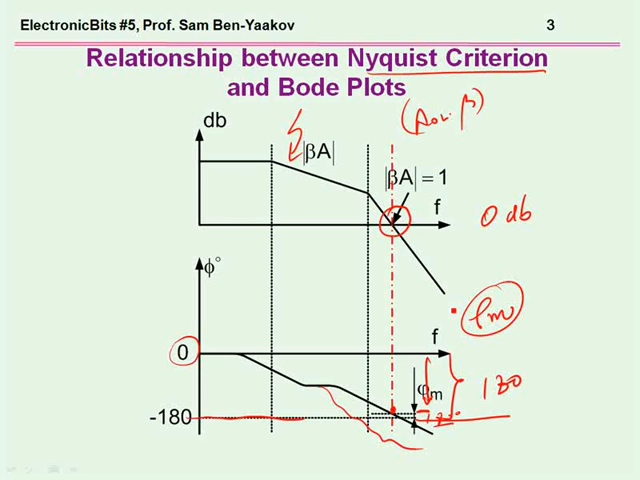 ElectronicBits #5, Prof. Sam Ben-Yaakov
3
Relationship between Nyquist Criterion
and Bode Plots
db
|βA|
(AOL β)
|βA| = 1
f
0 db
ϕ°
φm
0
f
φm
180
-180